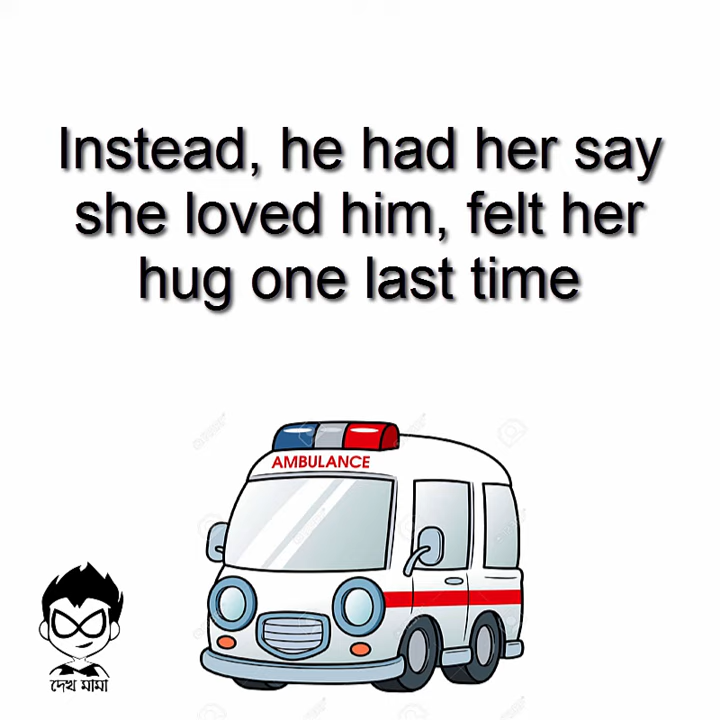 Instead, he had her say
she loved him, felt her
hug one last time
AMBULANCE
দেখ মামা